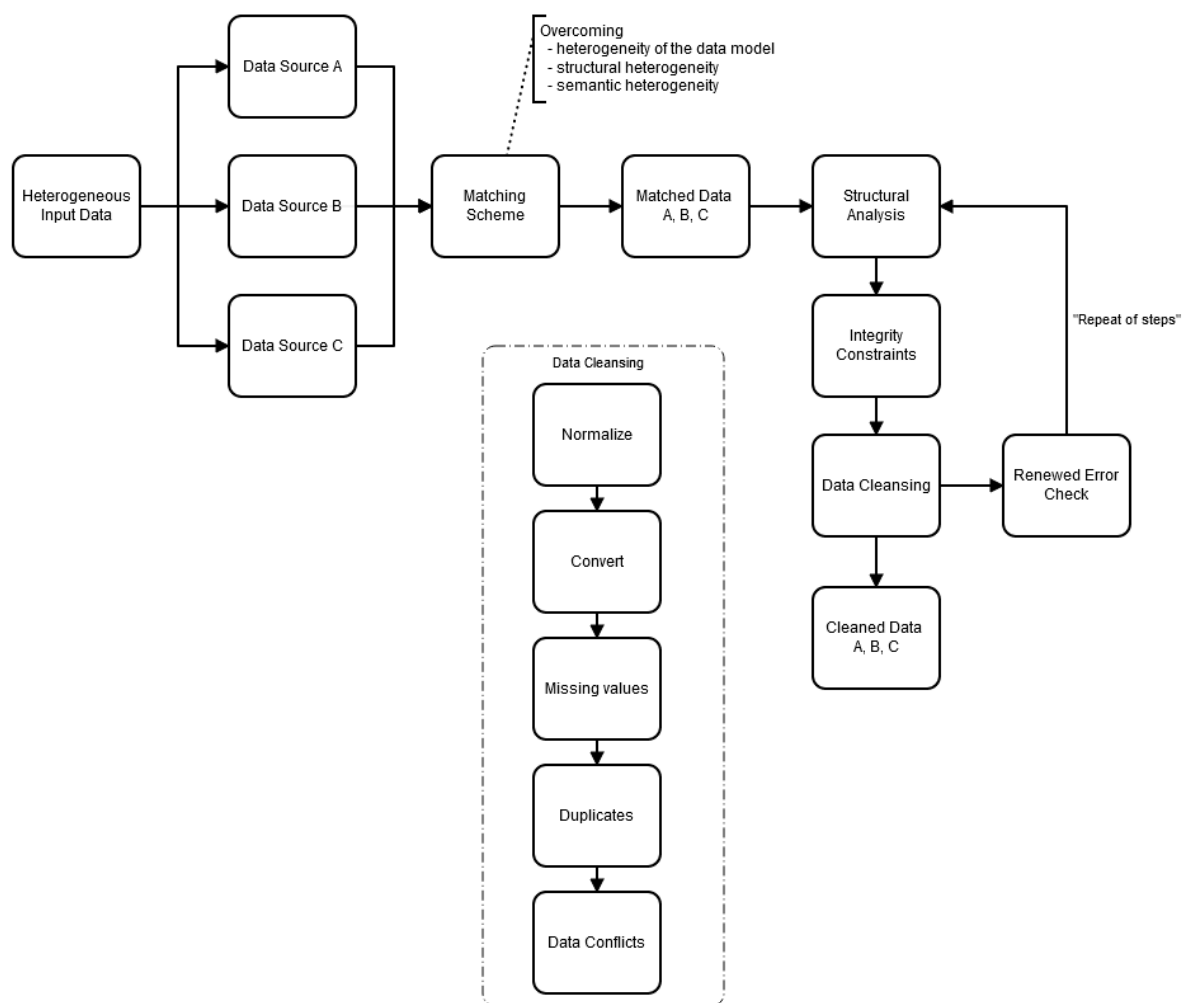 Overcoming
- heterogeneity of the data model
- structural heterogeneity
- semantic heterogeneity
Data Source A
Heterogeneous
Input Data
Data Source B
Matching
Scheme
Matched Data
A, B, C
Structural
Analysis
Data Source C
Integrity
Constraints
"Repeat of steps"
Data Cleansing
Normalize
Data Cleansing
Renewed Error
Check
Convert
Cleaned Data
A, B, C
Missing values
Duplicates
Data Conflicts